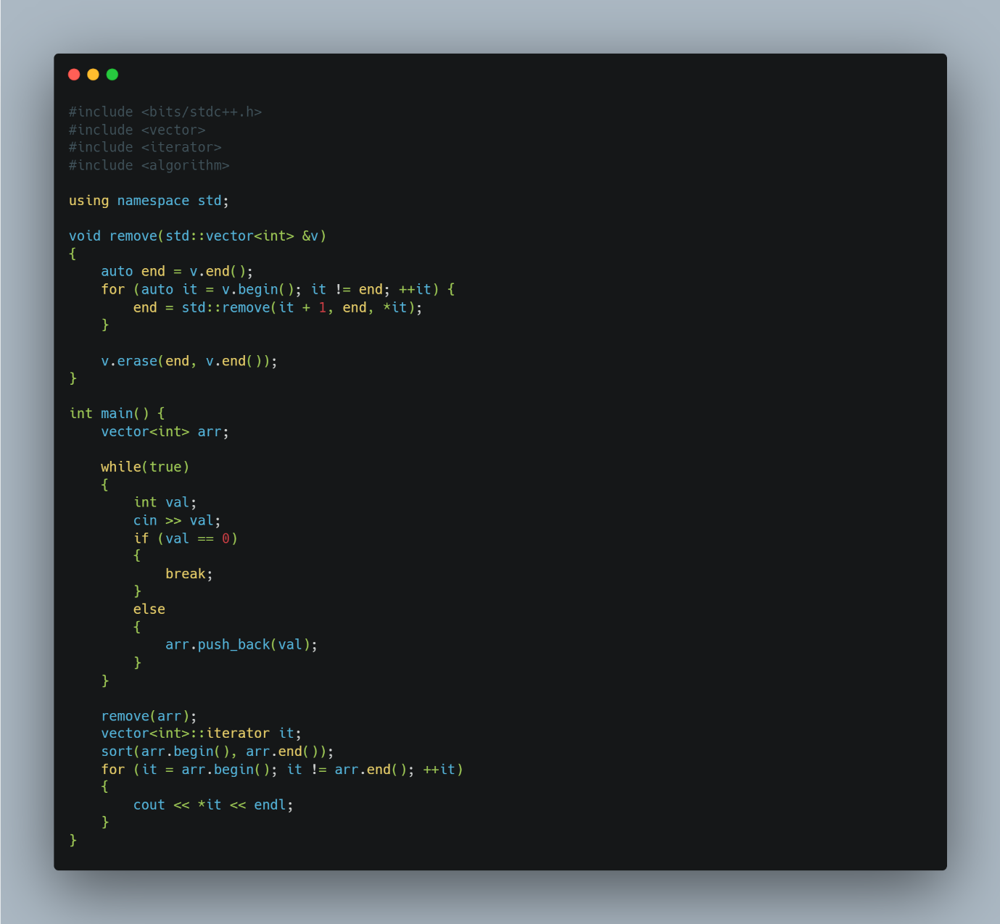 #include <bits/stdc++.h>
#include <vector>
#include <iterator>
#include <algorithm>

using namespace std;

void remove(std::vector<int> &v)
{
    auto end = v.end();
    for (auto it = v.begin(); it != end; ++it) {
        end = std::remove(it + 1, end, *it);
    }

    v.erase(end, v.end());
}

int main() {
    vector<int> arr;

    while(true)
    {
        int val;
        cin >> val;
        if (val == 0)
        {
            break;
        }
        else
        {
            arr.push_back(val);
        }
    }

    remove(arr);
    vector<int>::iterator it;
    sort(arr.begin(), arr.end());
    for (it = arr.begin(); it != arr.end(); ++it)
    {
        cout << *it << endl;
    }
}